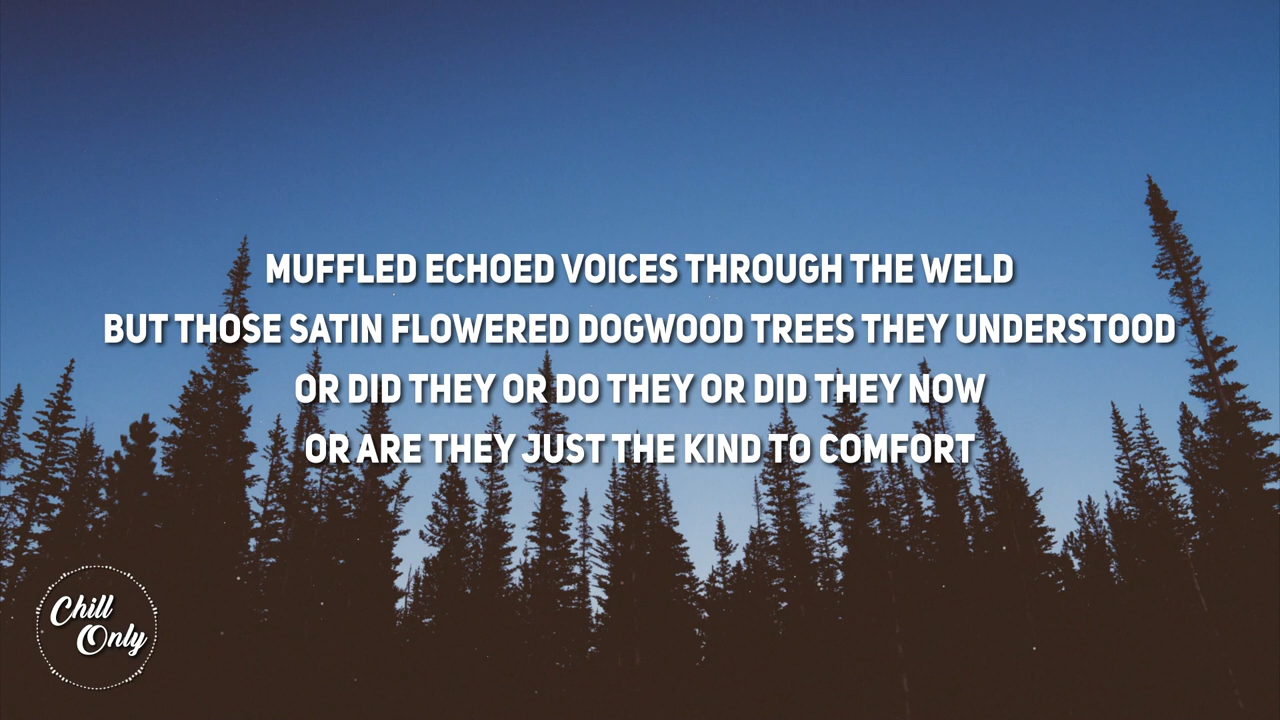 MUFFLED ECHOED VOICES THROUGH THE WELD
BUT THOSE SATIN FLOWERED DOGWOOD TREES THEY UNDERSTOOD
OR DID THEY OR DO THEY OR DID THEY NOW
OR ARE THEY JUST THE KIND TO COMFORT
Chill
Only